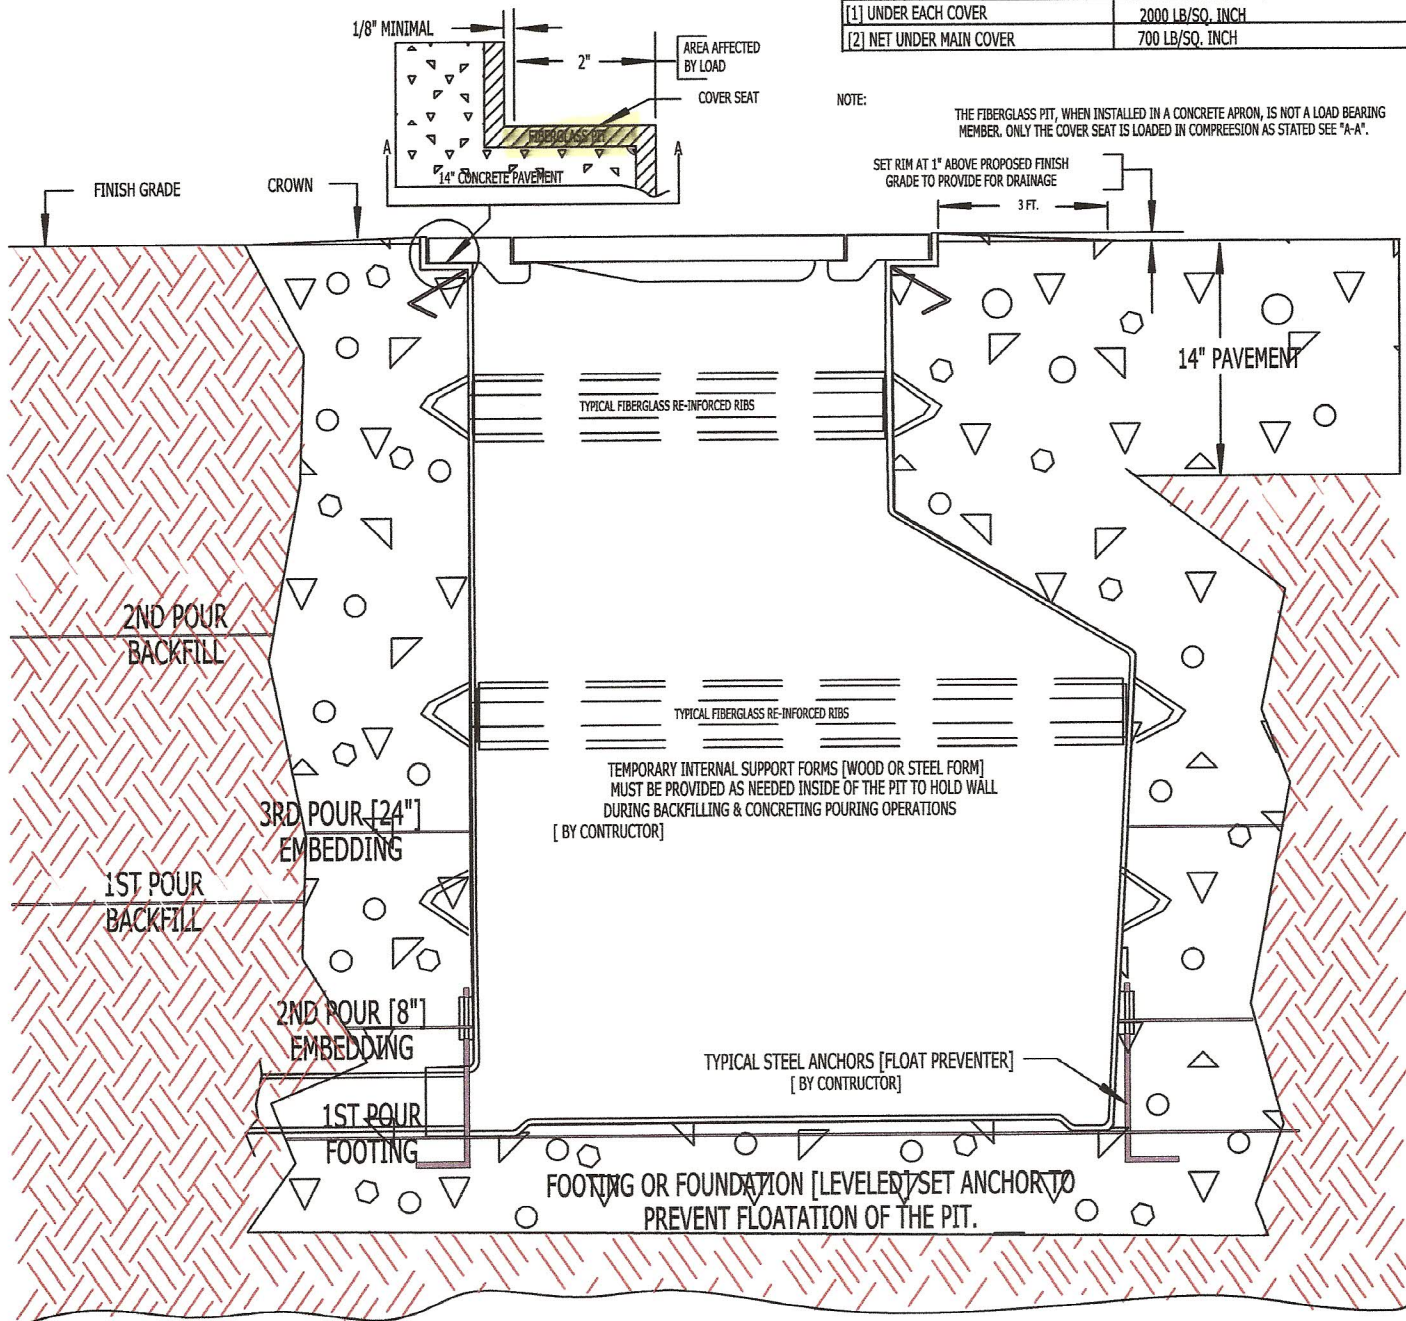 [1] UNDER EACH COVER 2000 LB/SQ. INCH
[2] NET UNDER MAIN COVER 700 LB/SQ. INCH
1/8" MINIMAL
2"
AREA AFFECTED
BY LOAD
COVER SEAT
FIBERGLASS PIT
A A
14" CONCRETE PAVEMENT
NOTE:
THE FIBERGLASS PIT, WHEN INSTALLED IN A CONCRETE APRON, IS NOT A LOAD BEARING
MEMBER. ONLY THE COVER SEAT IS LOADED IN COMPREESION AS STATED SEE "A-A".
SET RIM AT 1" ABOVE PROPOSED FINISH
GRADE TO PROVIDE FOR DRAINAGE
3 FT.
FINISH GRADE
CROWN
14" PAVEMENT
TYPICAL FIBERGLASS RE-INFORCED RIBS
2ND POUR
BACKFILL
TYPICAL FIBERGLASS RE-INFORCED RIBS
TEMPORARY INTERNAL SUPPORT FORMS [WOOD OR STEEL FORM]
MUST BE PROVIDED AS NEEDED INSIDE OF THE PIT TO HOLD WALL
DURING BACKFILLING & CONCRETING POURING OPERATIONS
[ BY CONTRUCTOR]
3RD POUR [24"]
EMBEDDING
1ST POUR
BACKFILL
2ND POUR [8"]
EMBEDDING
TYPICAL STEEL ANCHORS [FLOAT PREVENTER]
[ BY CONTRUCTOR]
1ST POUR
FOOTING
FOOTING OR FOUNDATION [LEVELED] SET ANCHOR TO
PREVENT FLOATATION OF THE PIT.